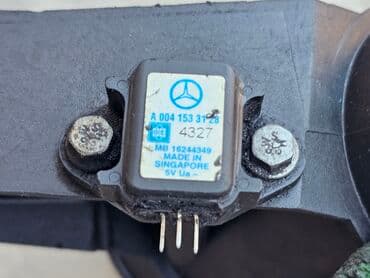 A 004 153 31 28
4327
MB 16244349
MADE IN
SINGAPORE
5V Ua ~